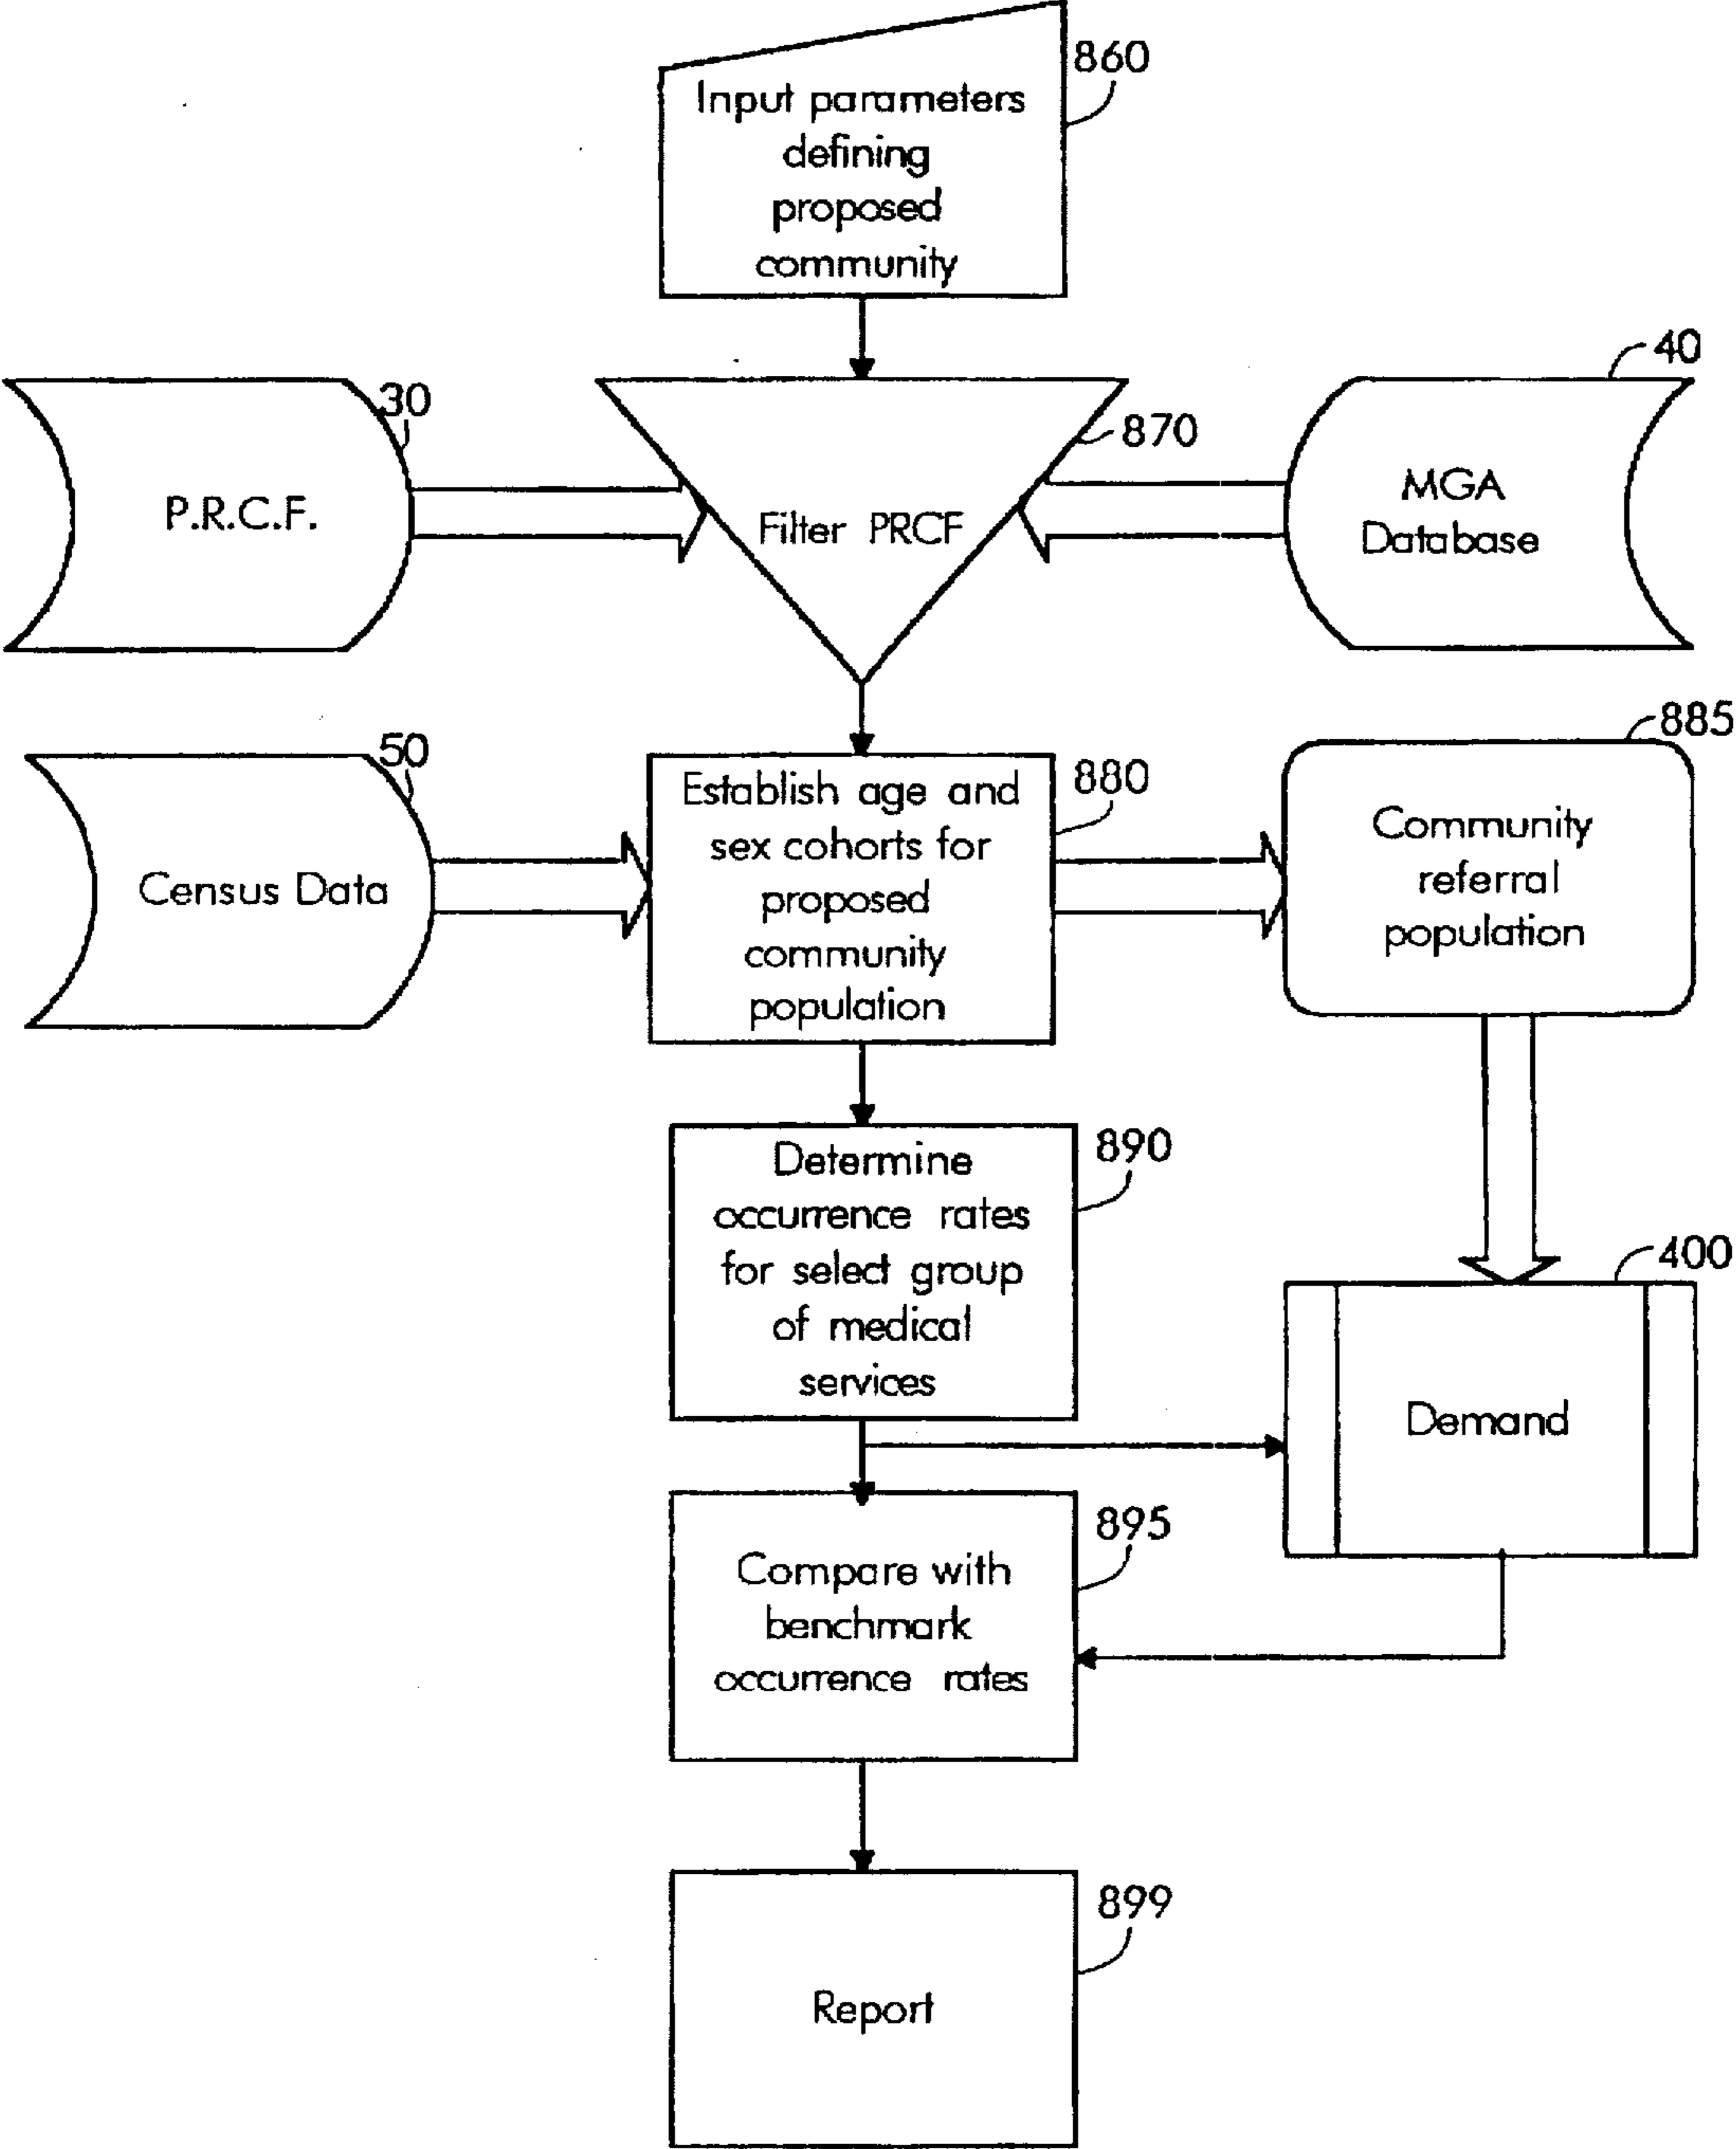 Input parameters
defining
proposed
community
860
30
P.R.C.F.
Filter PRCF
870
40
MGA
Database
50
Census Data
Establish age and
sex cohorts for
proposed
community
population
880
885
Community
referral
population
Determine
occurrence rates
for select group
of medical
services
890
400
Demand
Compare with
benchmark
occurrence rates
895
Report
899